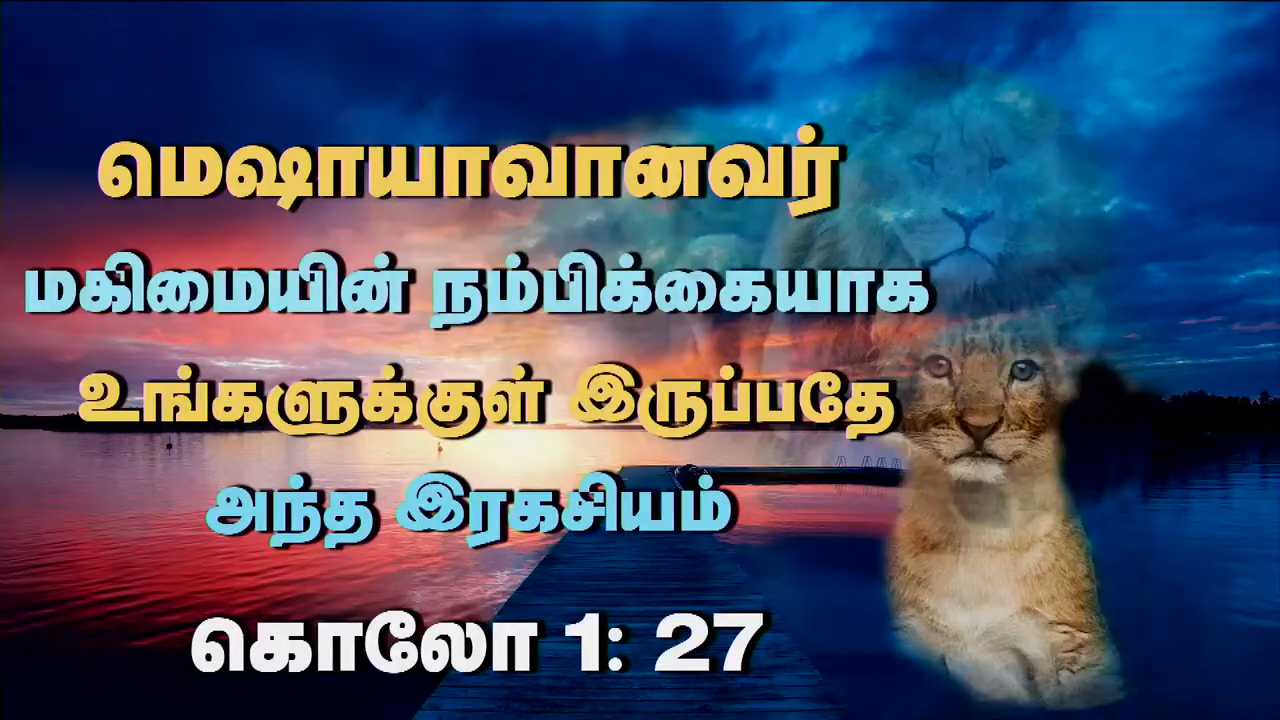 மெஷாயாவானவர்
மகிமையின் நம்பிக்கையாக
உங்களுக்குள் இருப்பதே
அந்த இரகசியம்
கொலோ 1: 27